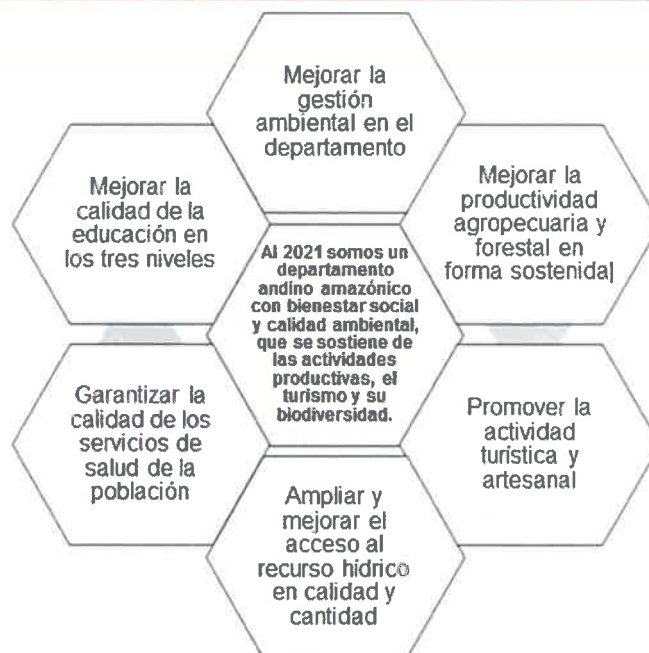 Mejorar la
gestión
ambiental en el
departamento
Mejorar la
calidad de la
educación en
los tres niveles
Mejorar la
productividad
agropecuaria y
forestal en
forma sostenida
Al 2021 somos un
departamento
andino amazónico
con bienestar social
y calidad ambiental,
que se sostiene de
las actividades
productivas, el
turismo y su
biodiversidad.
Garantizar la
calidad de los
servicios de
salud de la
población
Promover la
actividad
turística y
artesanal
Ampliar y
mejorar el
acceso al
recurso hídrico
en calidad y
cantidad